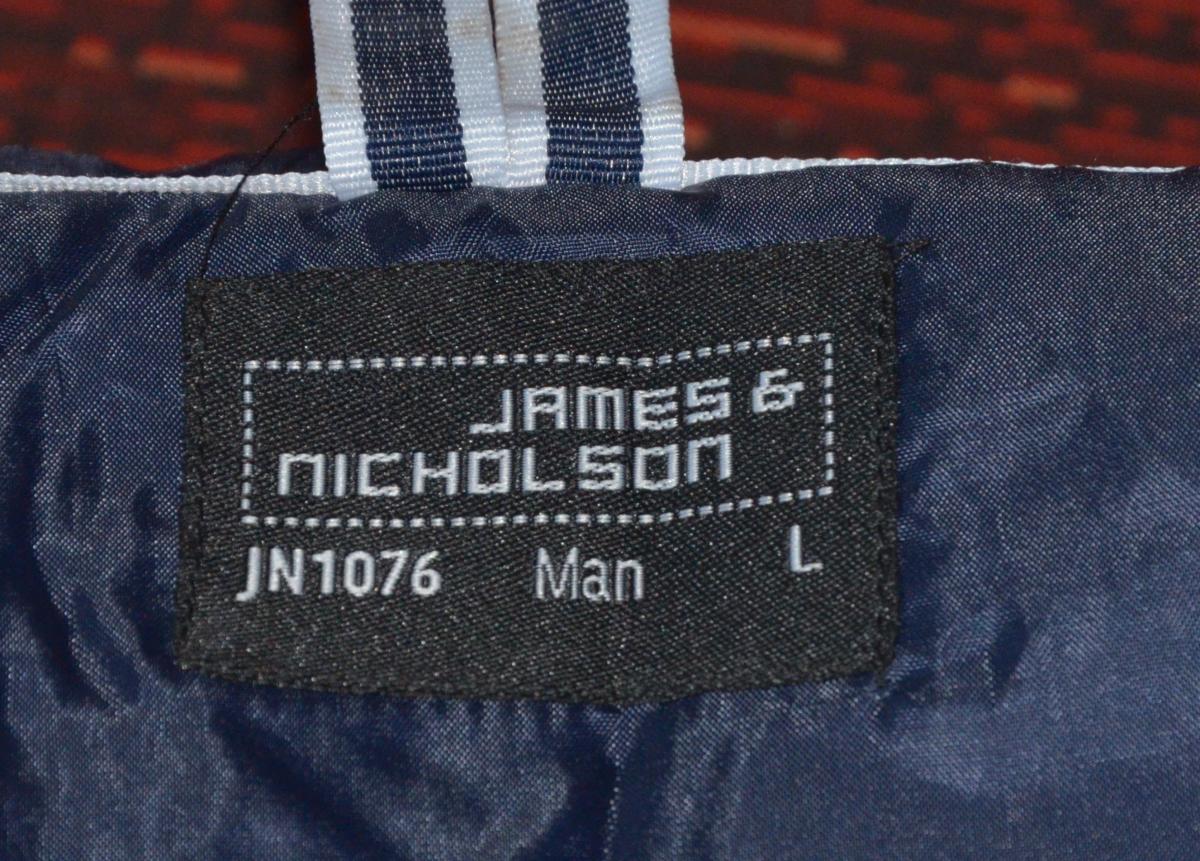 JAMES &
NICHOLSON
JN1076 Man L